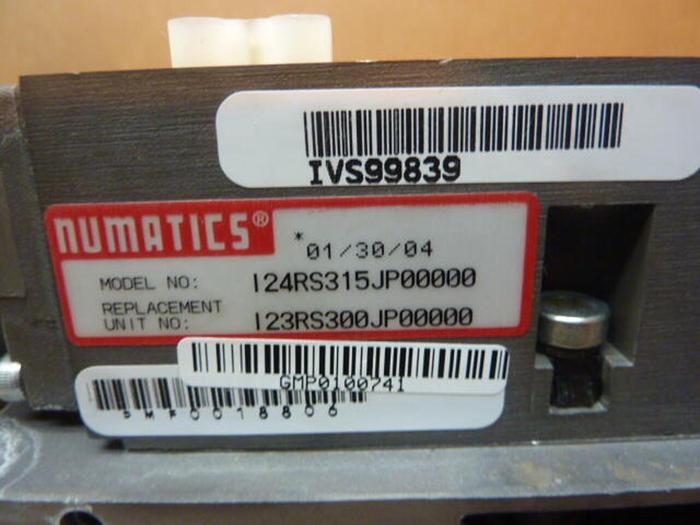 IVS99839
NUMATICS®
*01/30/04
MODEL NO: I24RS315JP00000
REPLACEMENT
UNIT NO: I23RS300JP00000
GMP0100741
SMF0018806